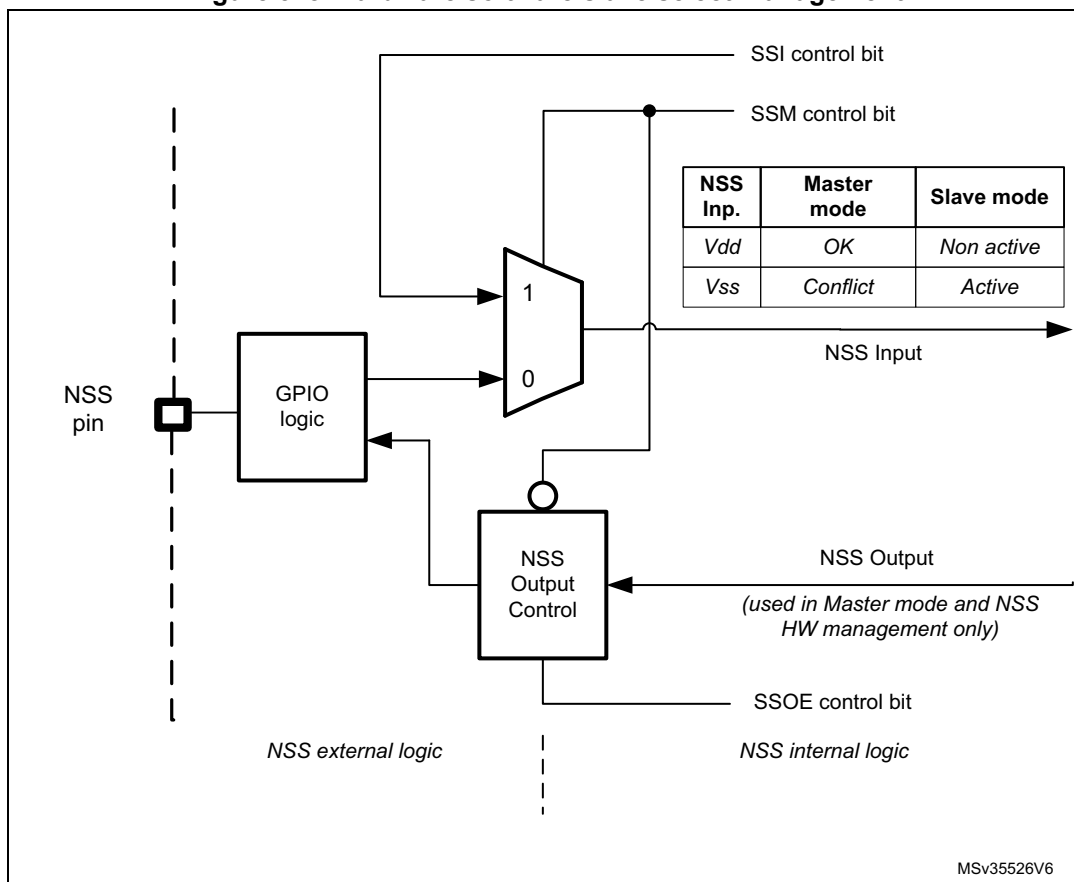 SSI control bit
SSM control bit
NSS Inp. Master mode Slave mode
Vdd OK Non active
Vss Conflict Active
1
NSS Input
0
GPIO
logic
NSS
pin
NSS
Output
Control
NSS Output
(used in Master mode and NSS
HW management only)
SSOE control bit
NSS external logic
NSS internal logic
MSv35526V6